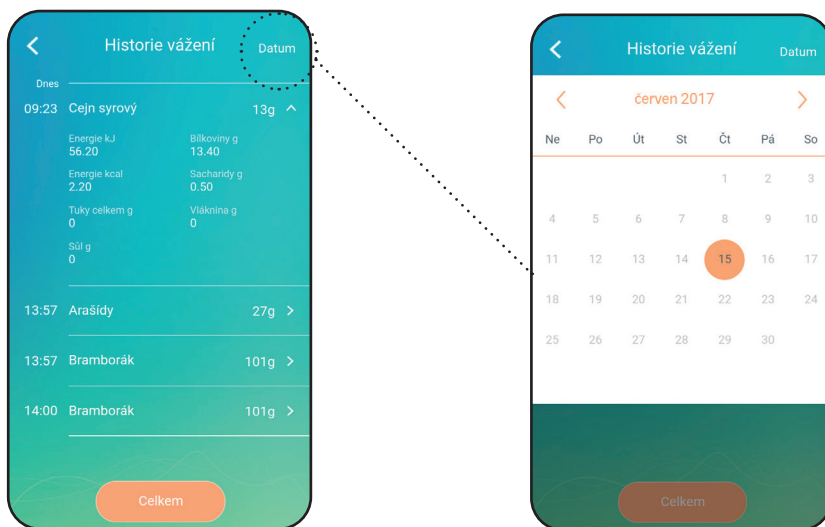 Historie vážení
Datum
Dnes
09:23 Cejn syrový 13g
Energie kJ Bílkoviny g
56.20 13.40
Energie kcal Sacharidy g
2.20 0.50
Tuky celkem g Vláknina g
0 0
Sůl g
0
13:57 Arašídy 27g
13:57 Bramborák 101g
14:00 Bramborák 101g
Celkem
Historie vážení
Datum
červen 2017
Ne Po Út St Čt Pá So
1 2 3
4 5 6 7 8 9 10
11 12 13 14 15 16 17
18 19 20 21 22 23 24
25 26 27 28 29 30
Celkem